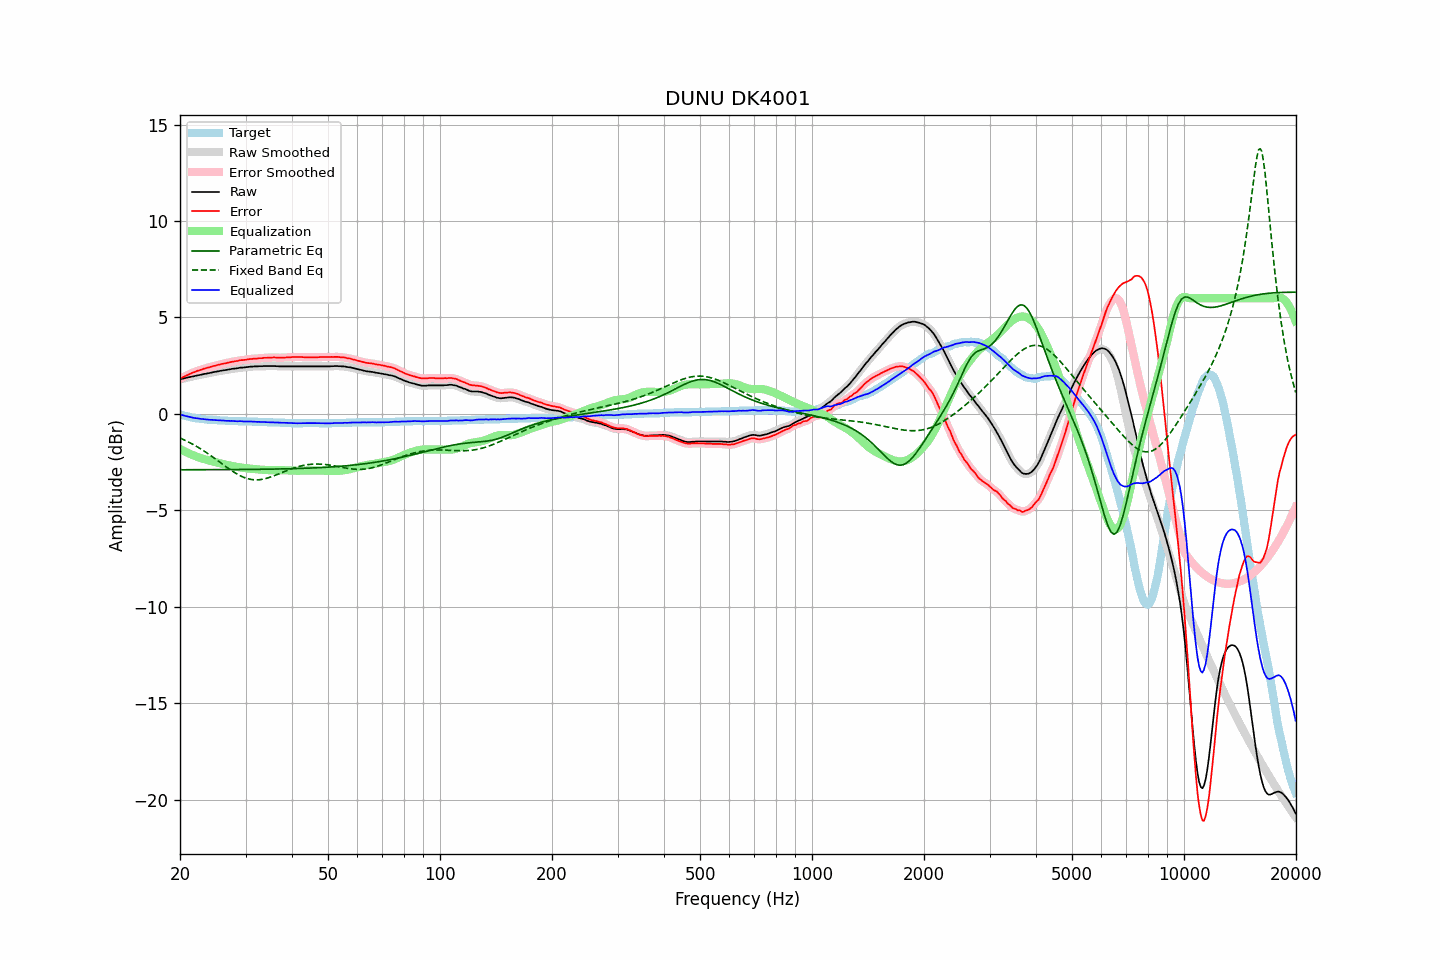 DUNU DK4001
Target
Raw Smoothed
Error Smoothed
Raw
Error
Equalization
Parametric Eq
Fixed Band Eq
Equalized
15
10
5
0
−5
−10
−15
−20
Amplitude (dBr)
20 50 100 200 500 1000 2000 5000 10000 20000
Frequency (Hz)